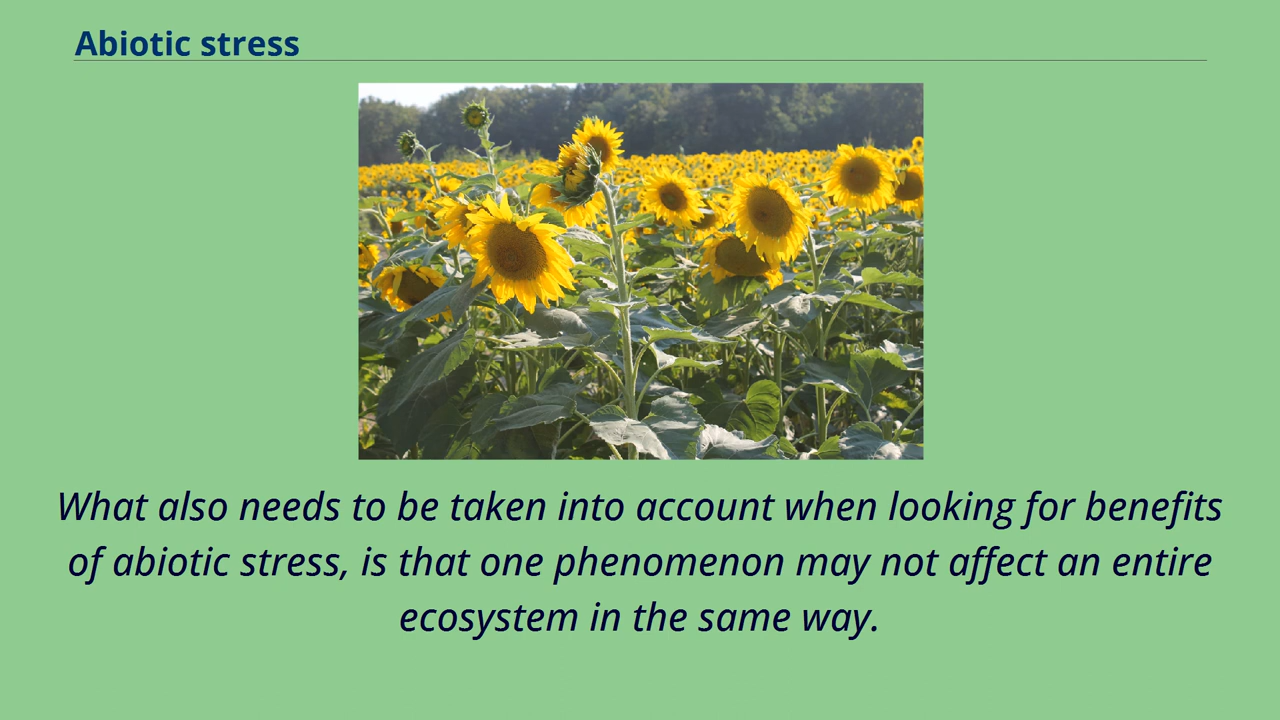 Abiotic stress
What also needs to be taken into account when looking for benefits
of abiotic stress, is that one phenomenon may not affect an entire
ecosystem in the same way.